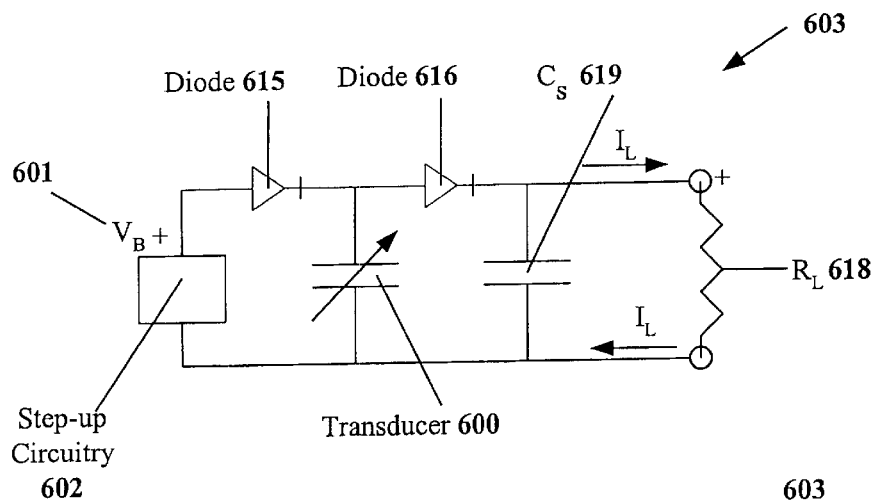 603
Diode 615
Diode 616
C_S 619
I_L
601
V_B +
+
R_L 618
I_L
Step-up
Circuitry
602
Transducer 600
603